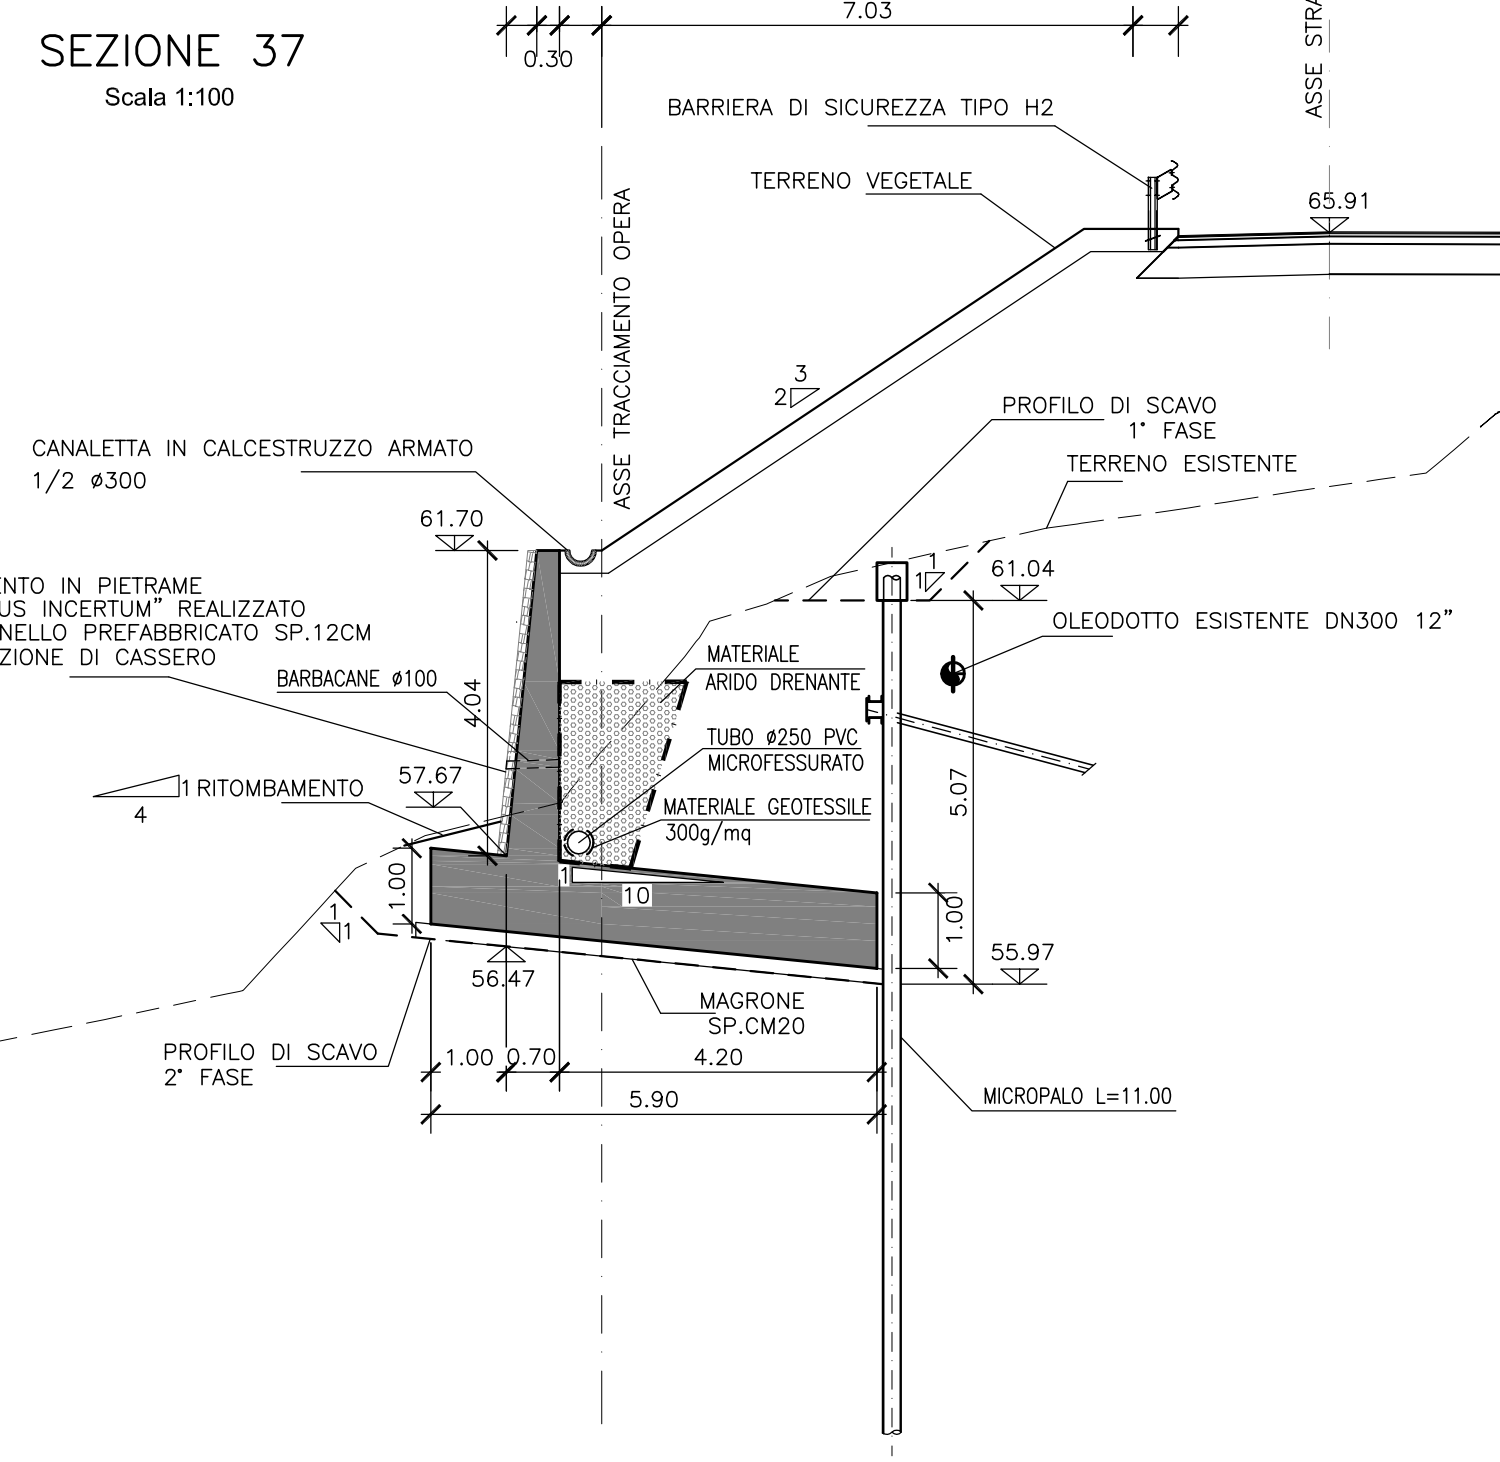 SEZIONE 37
Scala 1:100
7.03
0.30
ASSE STRA
BARRIERA DI SICUREZZA TIPO H2
TERRENO VEGETALE
65.91
ASSE TRACCIAMENTO OPERA
3
2
PROFILO DI SCAVO
1° FASE
TERRENO ESISTENTE
CANALETTA IN CALCESTRUZZO ARMATO
1/2 ø300
61.70
1
1
61.04
ENTO IN PIETRAME
US INCERTUM" REALIZZATO
NELLO PREFABBRICATO SP.12CM
ZIONE DI CASSERO
OLEODOTTO ESISTENTE DN300 12"
MATERIALE
ARIDO DRENANTE
BARBACANE ø100
4.04
TUBO ø250 PVC
MICROFESSURATO
57.67
1
4
RITOMBAMENTO
MATERIALE GEOTESSILE
300g/mq
5.07
1.00
1
10
1.00
1
1
55.97
56.47
MAGRONE
SP.CM20
PROFILO DI SCAVO
2° FASE
1.00
0.70
4.20
5.90
MICROPALO L=11.00